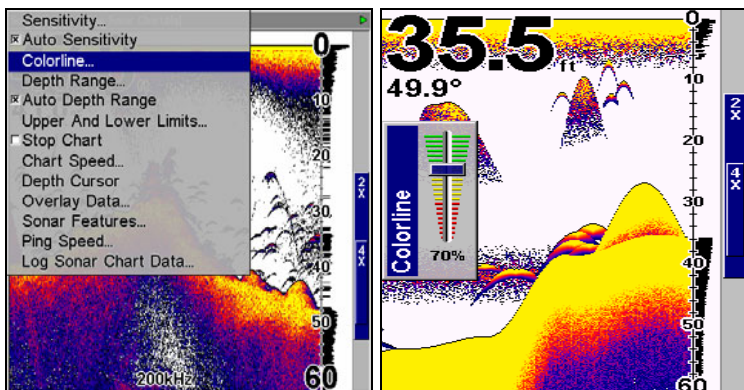 Sensitivity...
Auto Sensitivity
Colorline...
Depth Range...
Auto Depth Range
Upper And Lower Limits...
Stop Chart
Chart Speed...
Depth Cursor
Overlay Data...
Sonar Features...
Ping Speed...
Log Sonar Chart Data...
0
10
20
30
40
50
60
2X
4X
200kHz
35.5 ft
49.9°
Colorline
70%
0
10
20
30
40
50
60
2X
4X